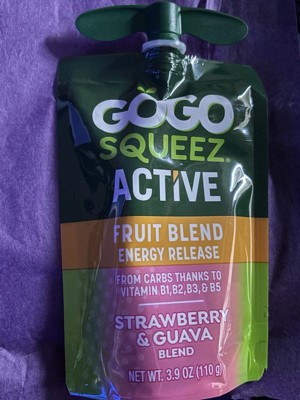 GOGO
SQUEEZ®
ACTIVE
FRUIT BLEND
ENERGY RELEASE
FROM CARBS THANKS TO
VITAMIN B1,B2,B3,& B5
STRAWBERRY
& GUAVA
BLEND
NET WT. 3.9 OZ (110 g)